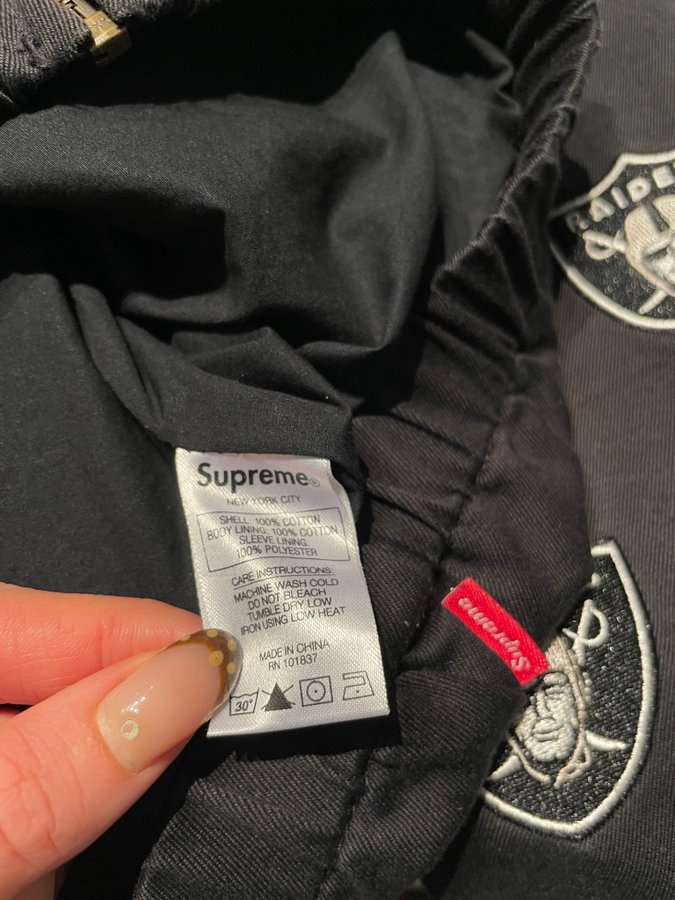 RAIDE
Supreme®
NEW YORK CITY
SHELL: 100% COTTON
BODY LINING: 100% COTTON
SLEEVE LINING:
100% POLYESTER
CARE INSTRUCTIONS:
MACHINE WASH COLD
DO NOT BLEACH
TUMBLE DRY LOW
IRON USING LOW HEAT
MADE IN CHINA
RN 101837
30°
Supreme